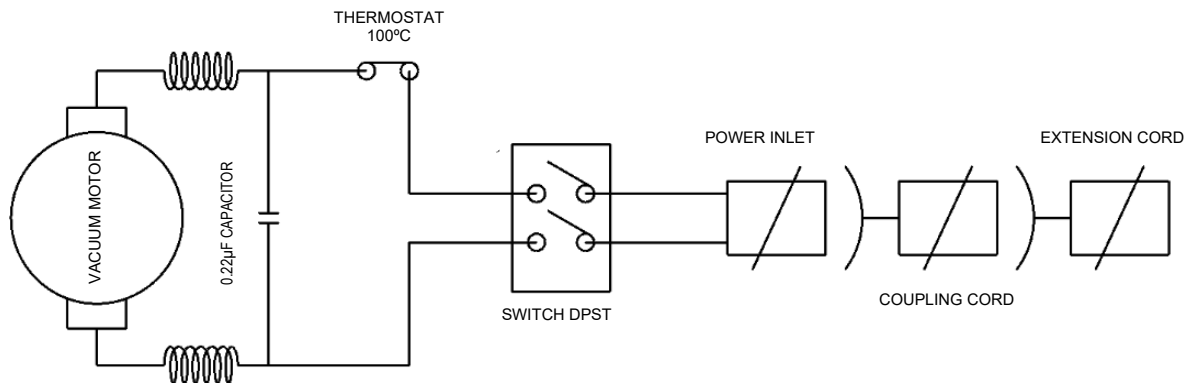 THERMOSTAT
100ºC
VACUUM MOTOR
0.22µF CAPACITOR
SWITCH DPST
POWER INLET
COUPLING CORD
EXTENSION CORD